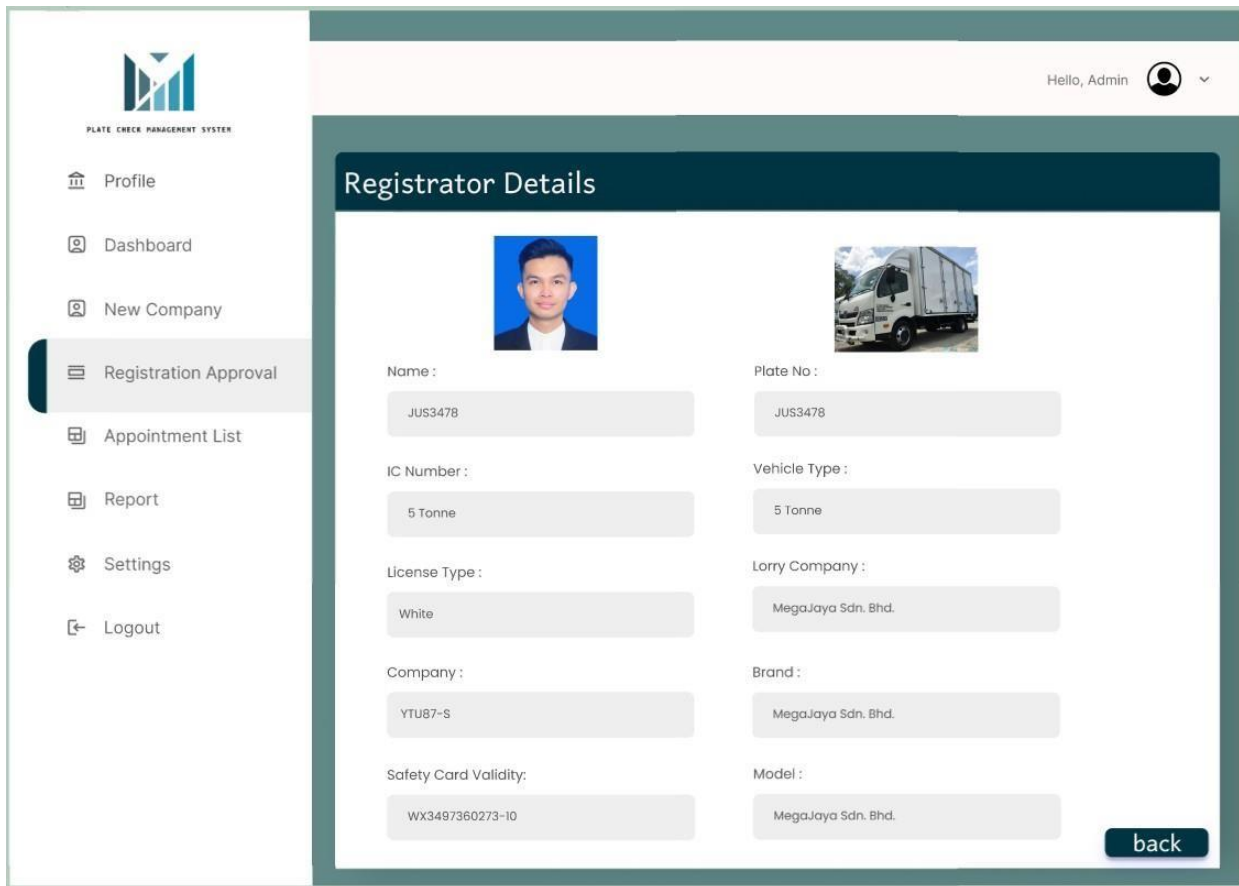 PLATE CHECK MANAGEMENT SYSTEM
Hello, Admin
Profile
Dashboard
New Company
Registration Approval
Appointment List
Report
Settings
Logout
Registrator Details
Name :
JUS3478
IC Number :
5 Tonne
License Type :
White
Company :
YTU87-S
Safety Card Validity:
WX3497360273-10
Plate No :
JUS3478
Vehicle Type :
5 Tonne
Lorry Company :
MegaJaya Sdn. Bhd.
Brand :
MegaJaya Sdn. Bhd.
Model :
MegaJaya Sdn. Bhd.
back